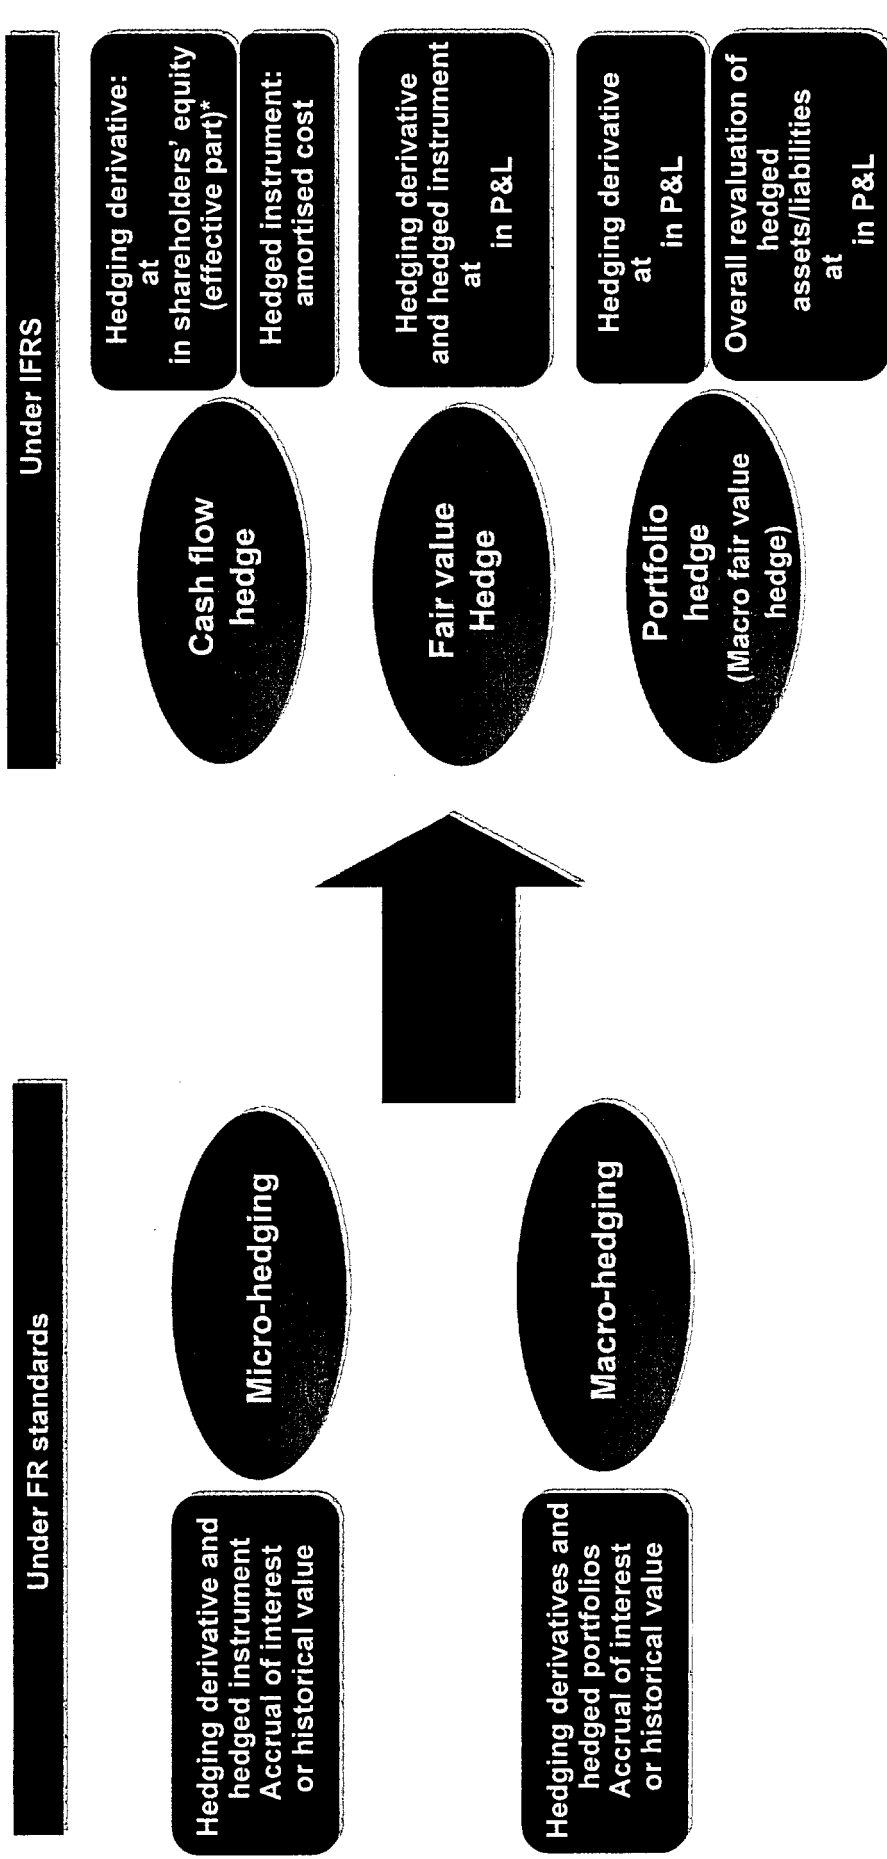 Under FR standards
Hedging derivative and
hedged instrument
Accrual of interest
or historical value
Micro-hedging
Hedging derivatives and
hedged portfolios
Accrual of interest
or historical value
Macro-hedging
Under IFRS
Cash flow
hedge
Hedging derivative:
at
in shareholders' equity
(effective part)*
Hedged instrument:
amortised cost
Fair value
Hedge
Hedging derivative
and hedged instrument
at
in P&L
Portfolio
hedge
(Macro fair value
hedge)
Hedging derivative
at
in P&L
Overall revaluation of
hedged
assets/liabilities
at
in P&L